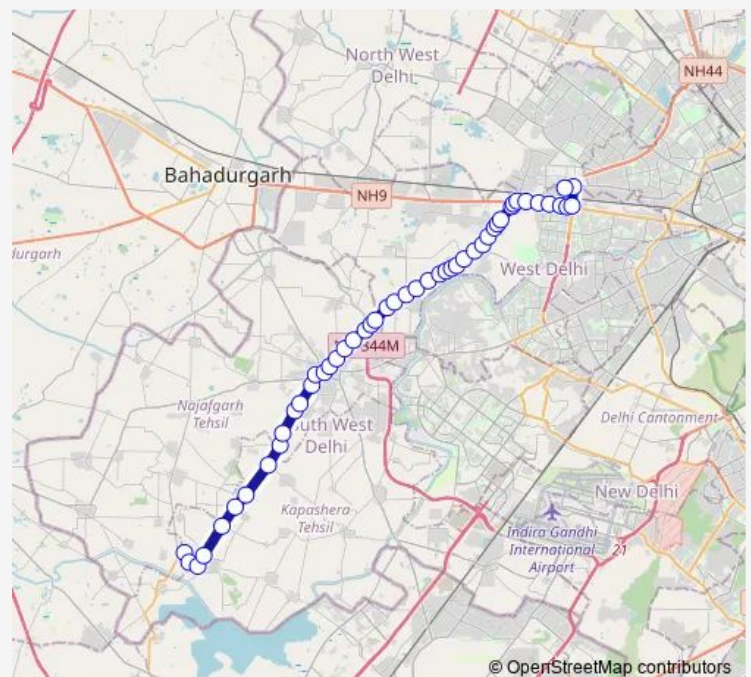 North West
Delhi
NH44
Bahadurgarh
NH9
durgarh
West Delhi
344M
Najafgarh
Tehsil
South West
Delhi
Delhi Cantonment
New Delhi
Kapashera
Tehsil
Indira Gandhi
International
Airport
21
© OpenStreetMap contributors